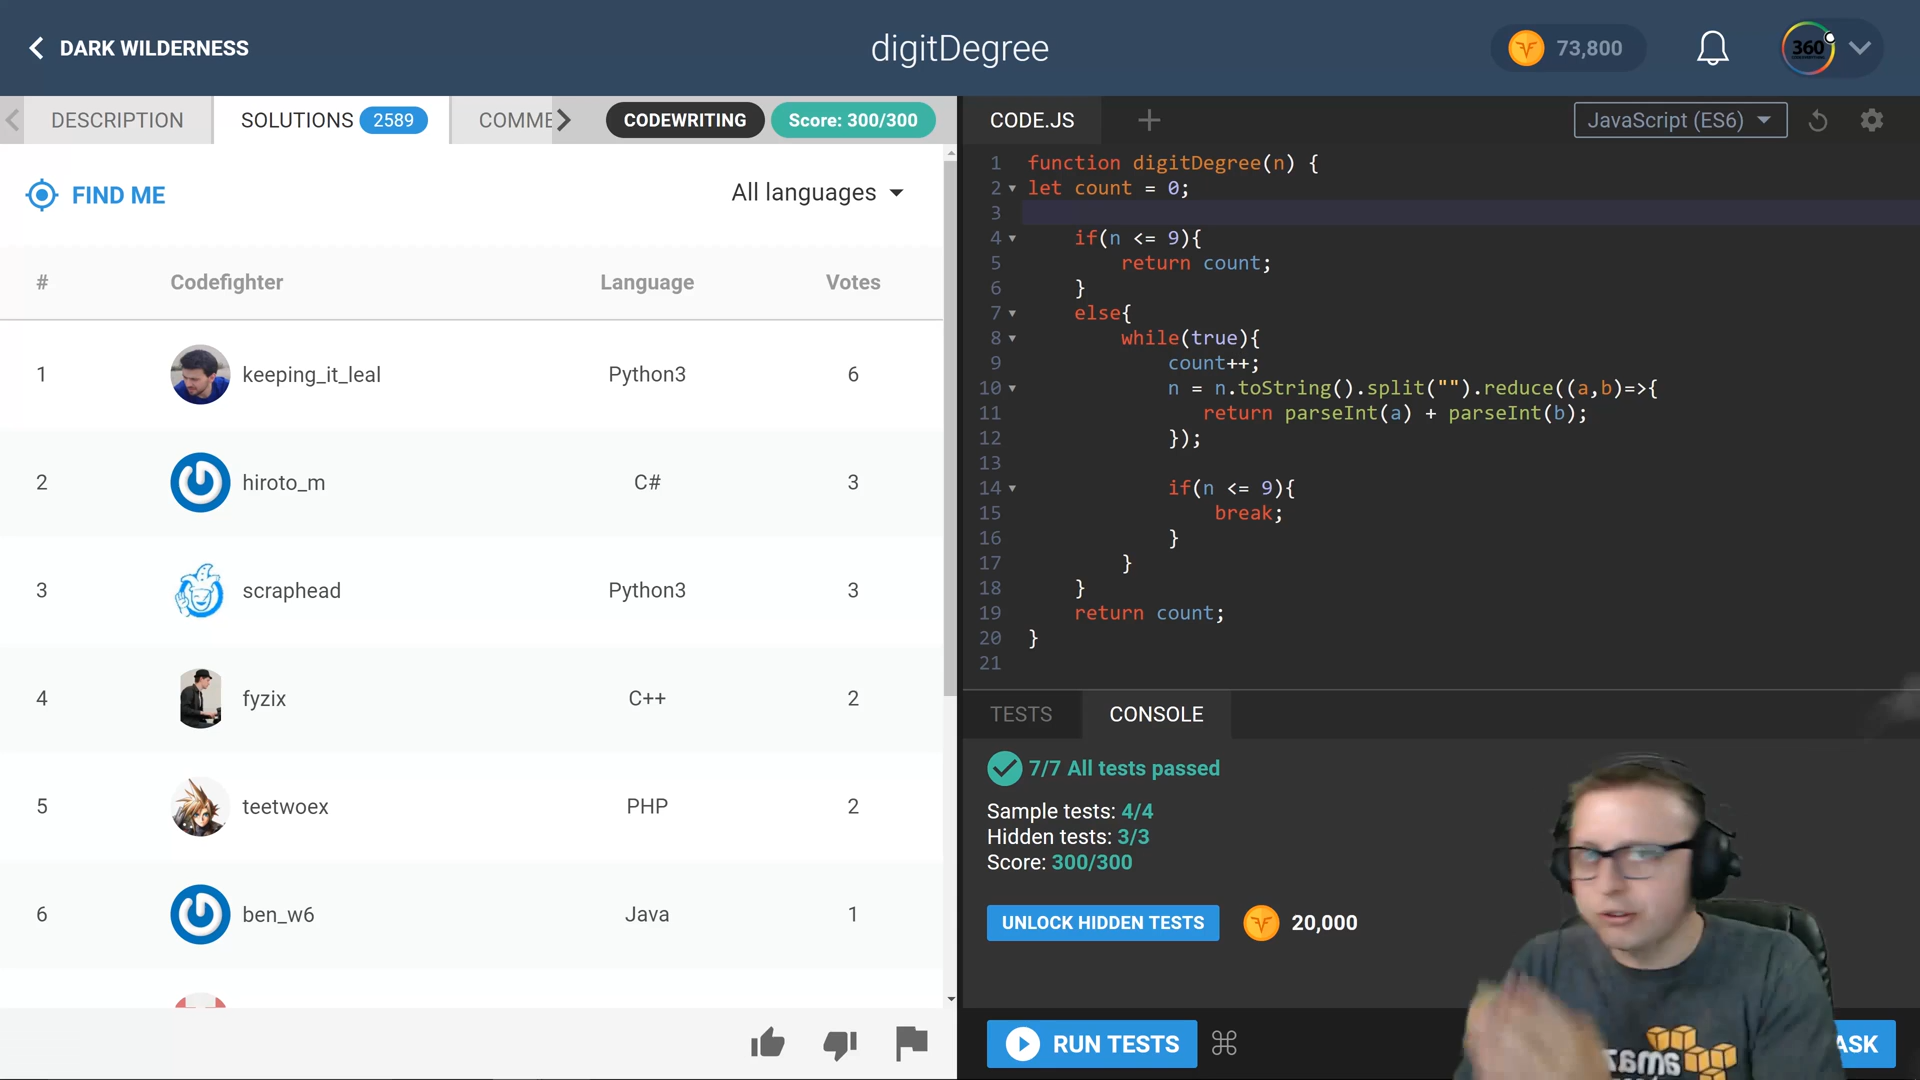 DARK WILDERNESS
digitDegree
73,800
360
DESCRIPTION
SOLUTIONS 2589
COMME
CODEWRITING
Score: 300/300
CODE.JS
JavaScript (ES6)
FIND ME
All languages
# Codefighter Language Votes
1 keeping_it_leal Python3 6
2 hiroto_m C# 3
3 scraphead Python3 3
4 fyzix C++ 2
5 teetwoex PHP 2
6 ben_w6 Java 1
1 function digitDegree(n) {
2 let count = 0;
3
4 if(n <= 9){
5 return count;
6 }
7 else{
8 while(true){
9 count++;
10 n = n.toString().split("").reduce((a,b)=>{
11 return parseInt(a) + parseInt(b);
12 });
13
14 if(n <= 9){
15 break;
16 }
17 }
18 }
19 return count;
20 }
21
TESTS
CONSOLE
7/7 All tests passed
Sample tests: 4/4
Hidden tests: 3/3
Score: 300/300
UNLOCK HIDDEN TESTS
20,000
RUN TESTS
ASK
amaz